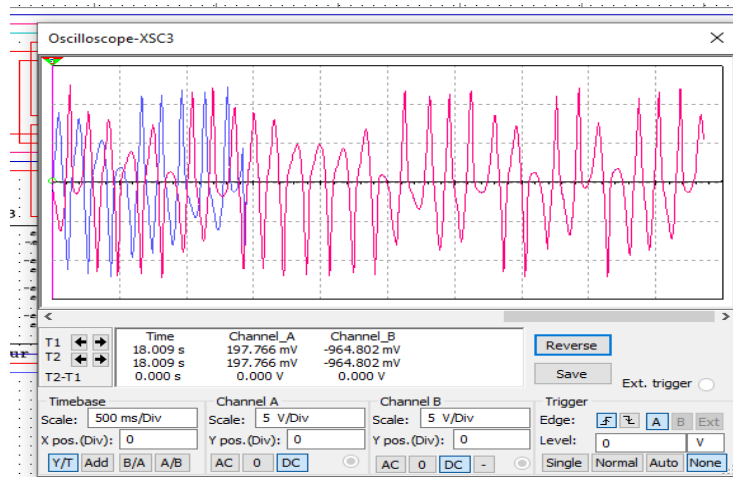 Oscilloscope-XSC3
Time Channel_A Channel_B
T1 18.009 s 197.766 mV -964.802 mV
T2 18.009 s 197.766 mV -964.802 mV
T2-T1 0.000 s 0.000 V 0.000 V
Reverse
Save
Ext. trigger
Timebase
Scale: 500 ms/Div
X pos.(Div): 0
Y/T Add B/A A/B
Channel A
Scale: 5 V/Div
Y pos.(Div): 0
AC 0 DC
Channel B
Scale: 5 V/Div
Y pos.(Div): 0
AC 0 DC -
Trigger
Edge: A B Ext
Level: 0 V
Single Normal Auto None